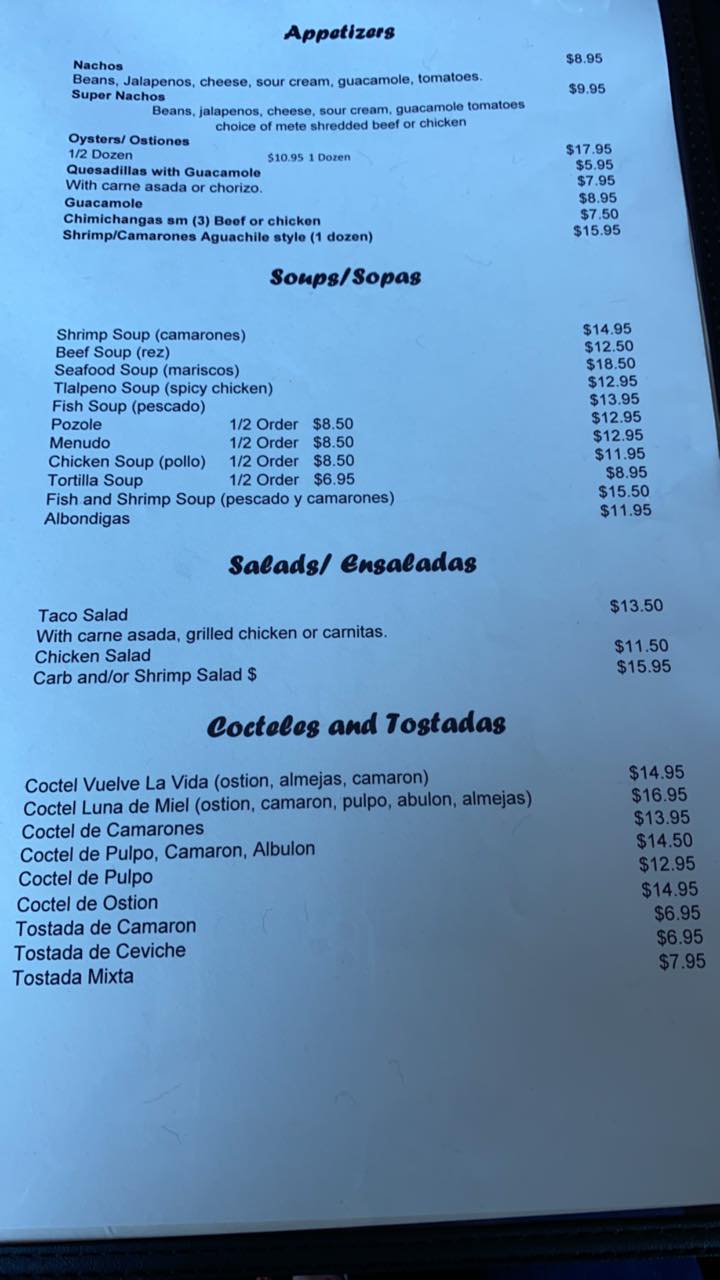 Appetizers
Nachos $8.95
Beans, Jalapenos, cheese, sour cream, guacamole, tomatoes.
Super Nachos $9.95
Beans, jalapenos, cheese, sour cream, guacamole tomatoes
choice of mete shredded beef or chicken
Oysters/ Ostiones
1/2 Dozen $10.95 1 Dozen $17.95
Quesadillas with Guacamole $5.95
With carne asada or chorizo. $7.95
Guacamole $8.95
Chimichangas sm (3) Beef or chicken $7.50
Shrimp/Camarones Aguachile style (1 dozen) $15.95
Soups/Sopas
Shrimp Soup (camarones) $14.95
Beef Soup (rez) $12.50
Seafood Soup (mariscos) $18.50
Tlalpeno Soup (spicy chicken) $12.95
Fish Soup (pescado) $13.95
Pozole 1/2 Order $8.50 $12.95
Menudo 1/2 Order $8.50 $12.95
Chicken Soup (pollo) 1/2 Order $8.50 $11.95
Tortilla Soup 1/2 Order $6.95 $8.95
Fish and Shrimp Soup (pescado y camarones) $15.50
Albondigas $11.95
Salads/ Ensaladas
Taco Salad $13.50
With carne asada, grilled chicken or carnitas.
Chicken Salad $11.50
Carb and/or Shrimp Salad $ $15.95
Cocteles and Tostadas
Coctel Vuelve La Vida (ostion, almejas, camaron) $14.95
Coctel Luna de Miel (ostion, camaron, pulpo, abulon, almejas) $16.95
Coctel de Camarones $13.95
Coctel de Pulpo, Camaron, Albulon $14.50
Coctel de Pulpo $12.95
Coctel de Ostion $14.95
Tostada de Camaron $6.95
Tostada de Ceviche $6.95
Tostada Mixta $7.95